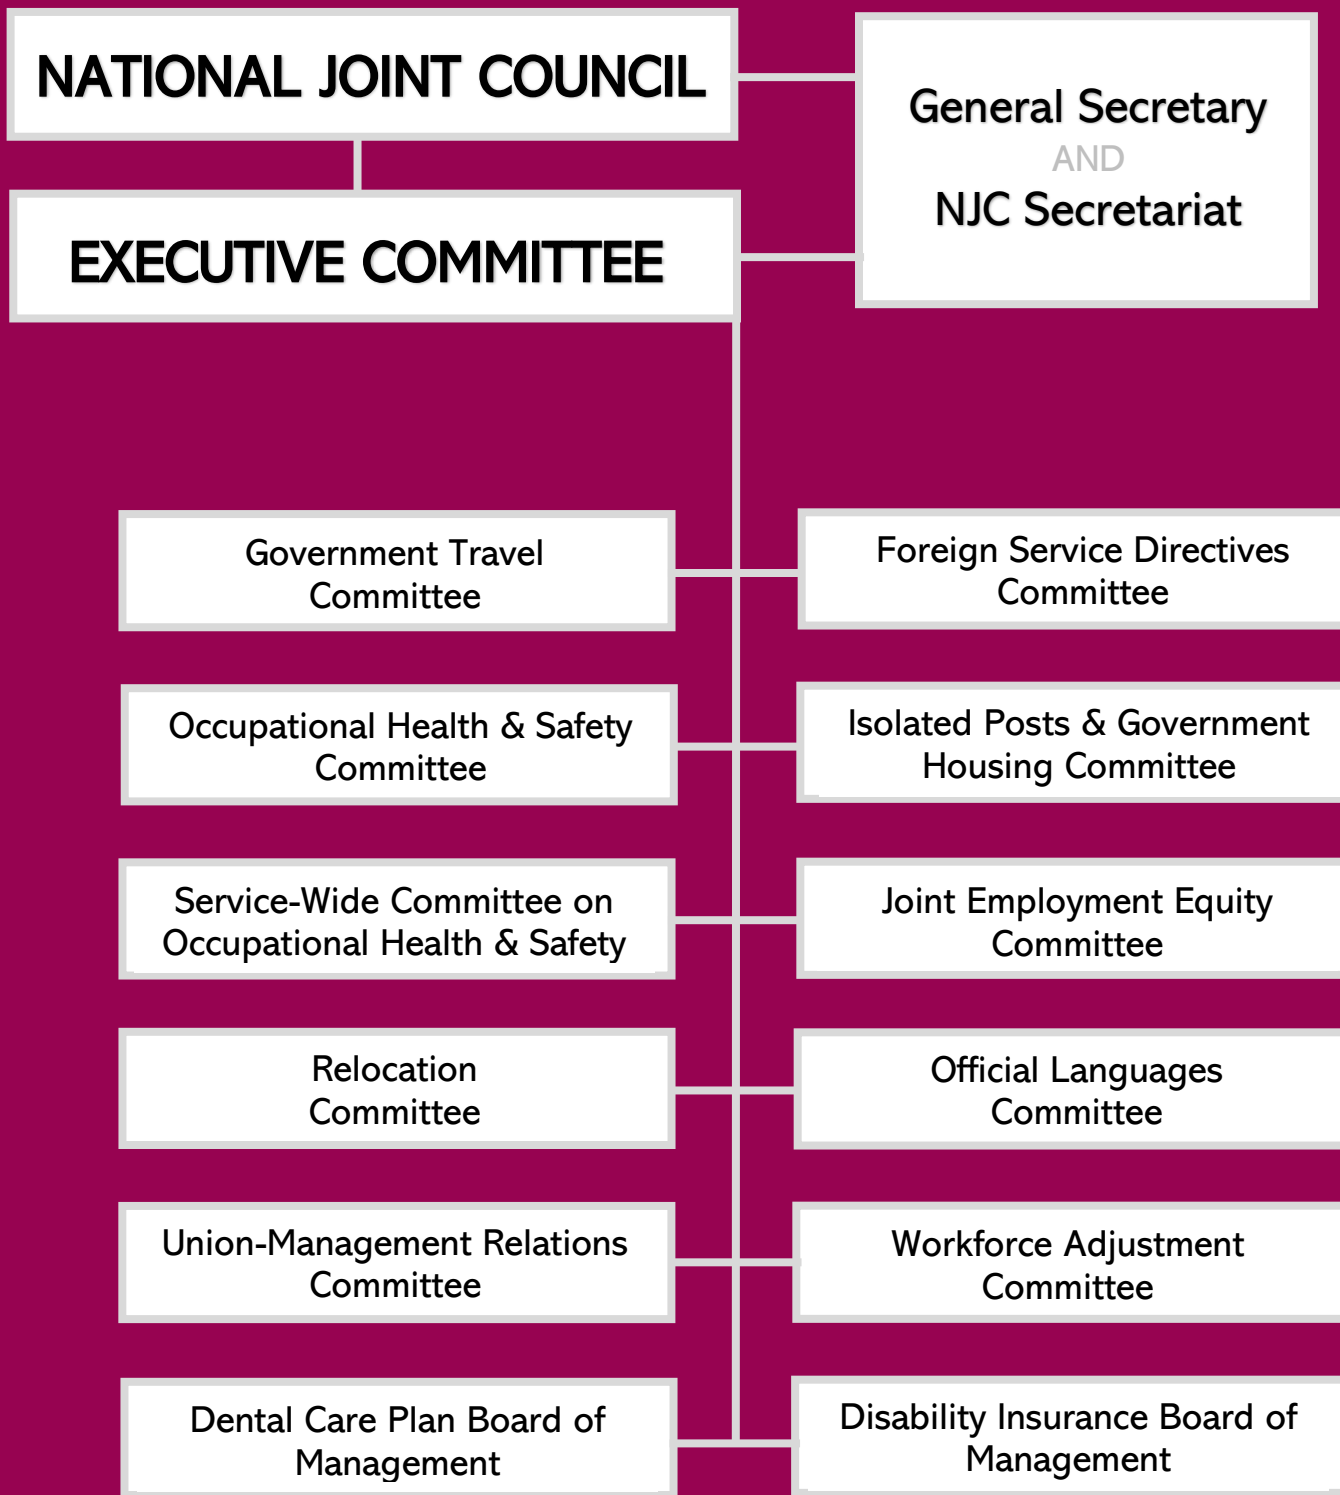 NATIONAL JOINT COUNCIL
General Secretary
AND
NJC Secretariat
EXECUTIVE COMMITTEE
Government Travel
Committee
Foreign Service Directives
Committee
Occupational Health & Safety
Committee
Isolated Posts & Government
Housing Committee
Service-Wide Committee on
Occupational Health & Safety
Joint Employment Equity
Committee
Relocation
Committee
Official Languages
Committee
Union-Management Relations
Committee
Workforce Adjustment
Committee
Dental Care Plan Board of
Management
Disability Insurance Board of
Management